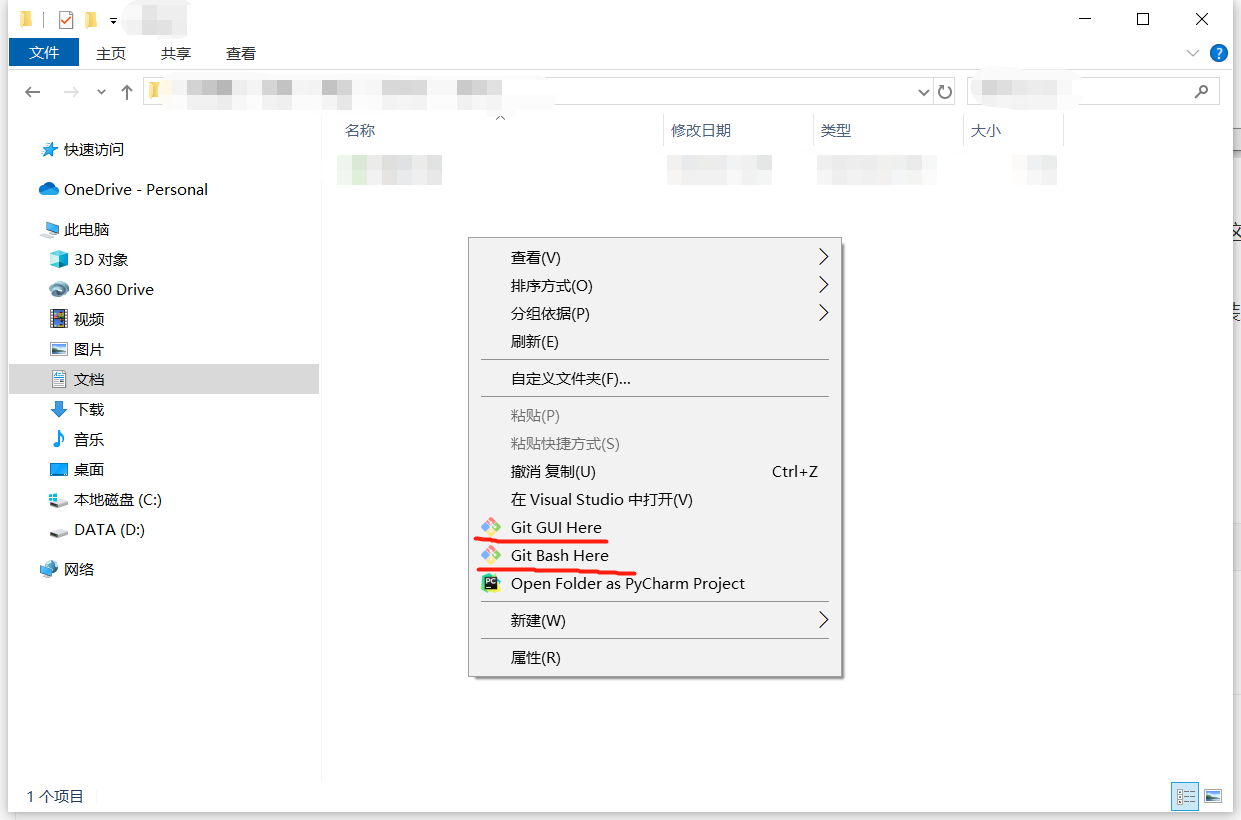 文件 主页 共享 查看
名称 修改日期 类型 大小
快速访问
OneDrive - Personal
此电脑
3D 对象
A360 Drive
视频
图片
文档
下载
音乐
桌面
本地磁盘 (C:)
DATA (D:)
网络
查看(V)
排序方式(O)
分组依据(P)
刷新(E)
自定义文件夹(F)...
粘贴(P)
粘贴快捷方式(S)
撤消 复制(U) Ctrl+Z
在 Visual Studio 中打开(V)
Git GUI Here
Git Bash Here
Open Folder as PyCharm Project
新建(W)
属性(R)
1 个项目